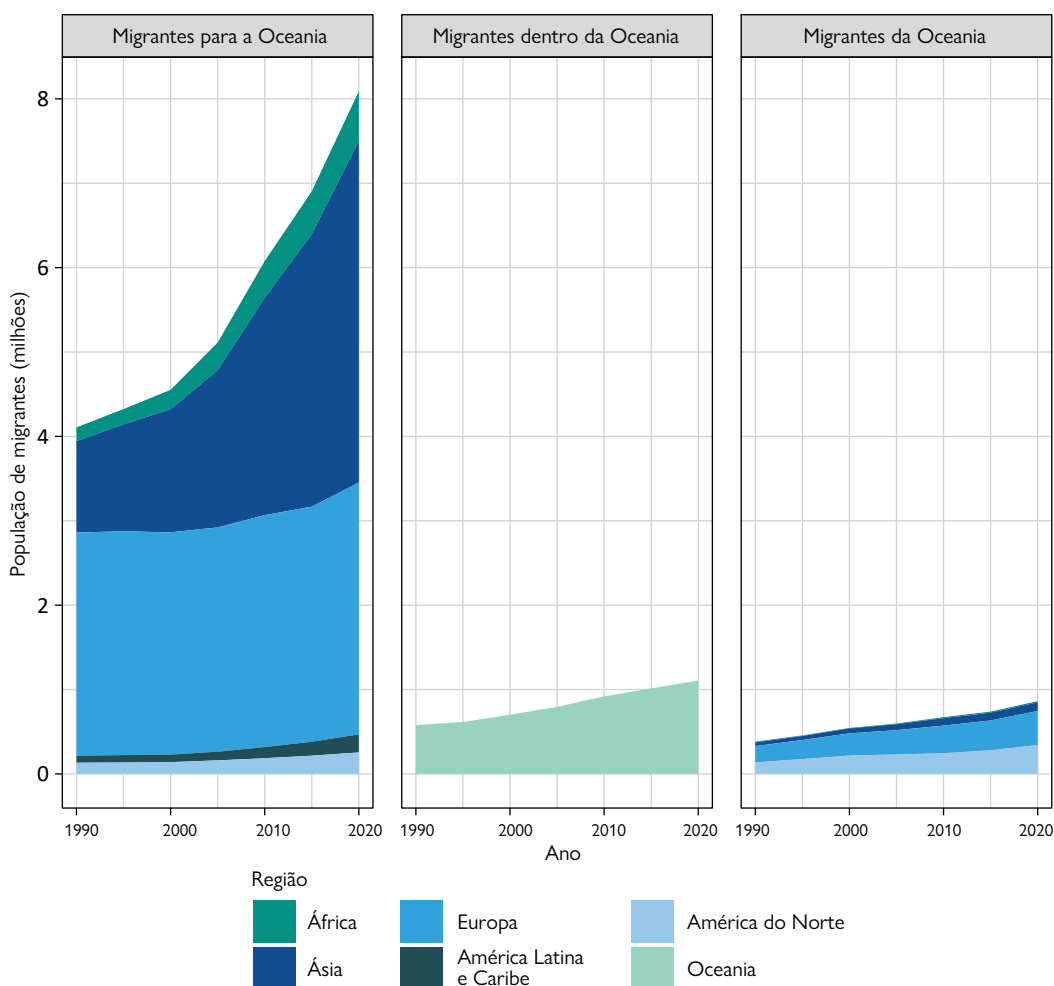 Migrantes para a Oceania
Migrantes dentro da Oceania
Migrantes da Oceania
População de migrantes (milhões)
8
6
4
2
0
1990
2000
2010
2020
1990
2000
2010
2020
1990
2000
2010
2020
Ano
Região
África
Europa
América do Norte
Ásia
América Latina
e Caribe
Oceania